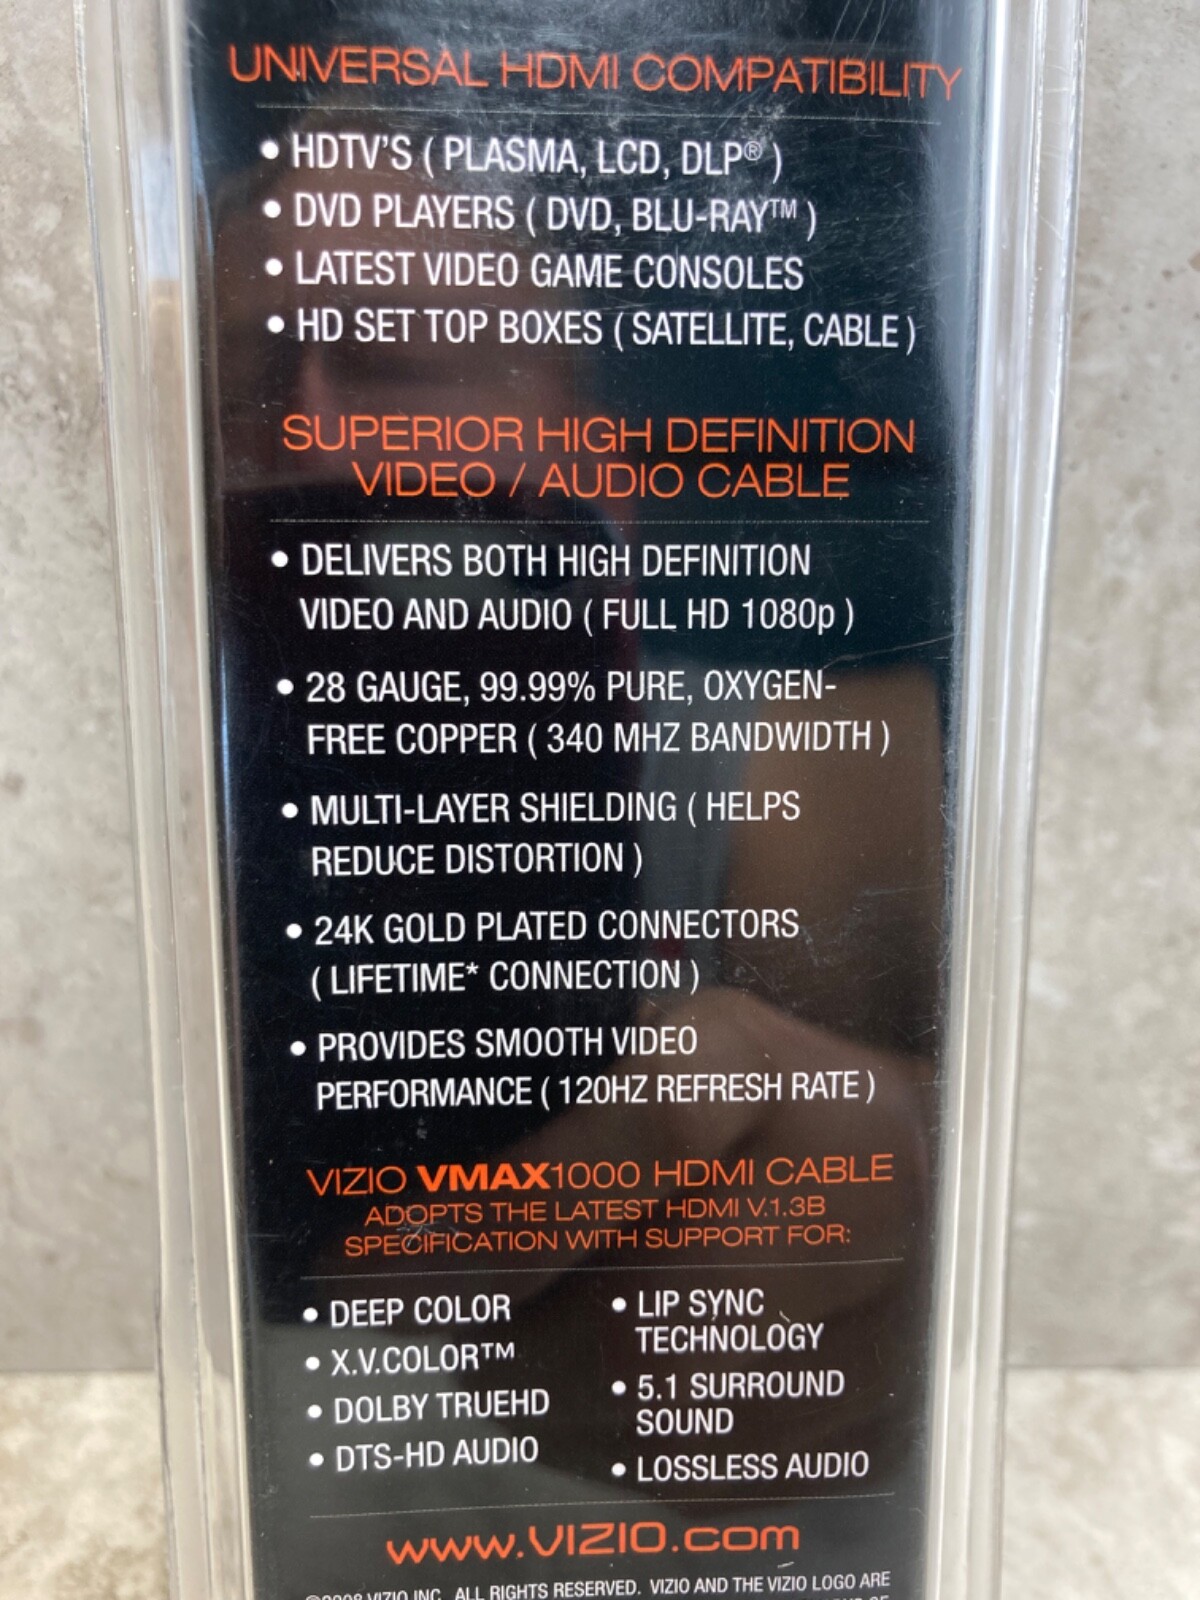 UNIVERSAL HDMI COMPATIBILITY
• HDTV'S ( PLASMA, LCD, DLP® )
• DVD PLAYERS ( DVD, BLU-RAY™ )
• LATEST VIDEO GAME CONSOLES
• HD SET TOP BOXES ( SATELLITE, CABLE )
SUPERIOR HIGH DEFINITION
VIDEO / AUDIO CABLE
• DELIVERS BOTH HIGH DEFINITION
VIDEO AND AUDIO ( FULL HD 1080p )
• 28 GAUGE, 99.99% PURE, OXYGEN-
FREE COPPER ( 340 MHZ BANDWIDTH )
• MULTI-LAYER SHIELDING ( HELPS
REDUCE DISTORTION )
• 24K GOLD PLATED CONNECTORS
( LIFETIME* CONNECTION )
• PROVIDES SMOOTH VIDEO
PERFORMANCE ( 120HZ REFRESH RATE )
VIZIO VMAX1000 HDMI CABLE
ADOPTS THE LATEST HDMI V.1.3B
SPECIFICATION WITH SUPPORT FOR:
• DEEP COLOR
• X.V.COLOR™
• DOLBY TRUEHD
• DTS-HD AUDIO
• LIP SYNC
TECHNOLOGY
• 5.1 SURROUND
SOUND
• LOSSLESS AUDIO
www.VIZIO.com
©2008 VIZIO INC. ALL RIGHTS RESERVED. VIZIO AND THE VIZIO LOGO ARE